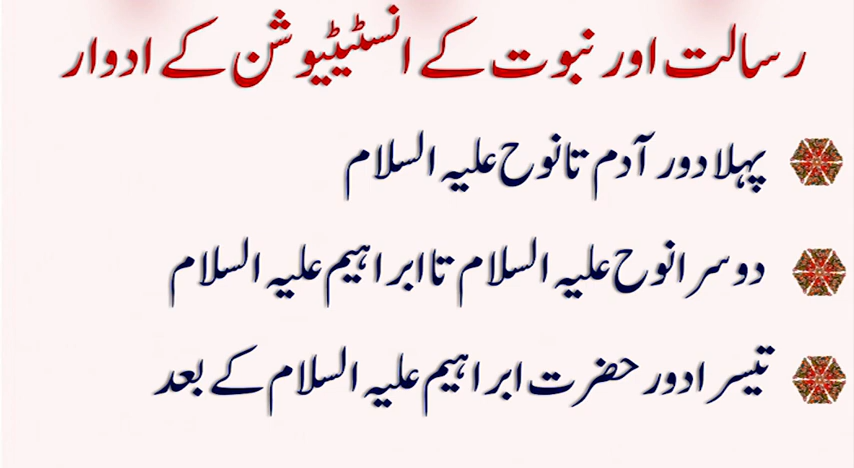 رسالت اور نبوت کے انسٹیٹیوشن کے ادوار
پہلا دور آدم تا نوح علیہ السلام
دوسرا نوح علیہ السلام تا ابراہیم علیہ السلام
تیسرا دور حضرت ابراہیم علیہ السلام کے بعد